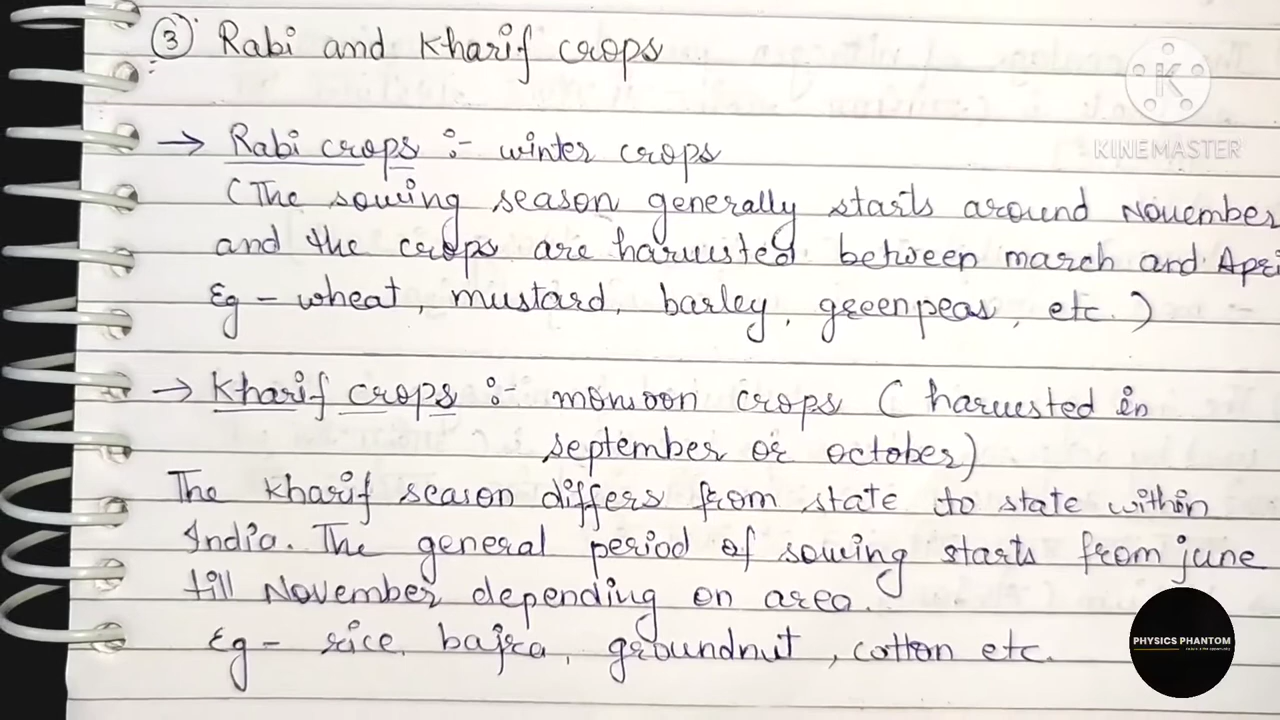 ③ Rabi and Kharif crops
K
KINEMASTER
→ Rabi crops :- winter crops
(The sowing season generally starts around November
and the crops are harvested between march and Apri
Eg - wheat, mustard, barley, greenpeas, etc.)
→ Kharif crops :- monsoon crops (harvested in
september or october)
The Kharif season differs from state to state within
India. The general period of sowing starts from june
till November depending on area.
Eg - rice, bajra, groundnut, cotton etc.
PHYSICS PHANTOM